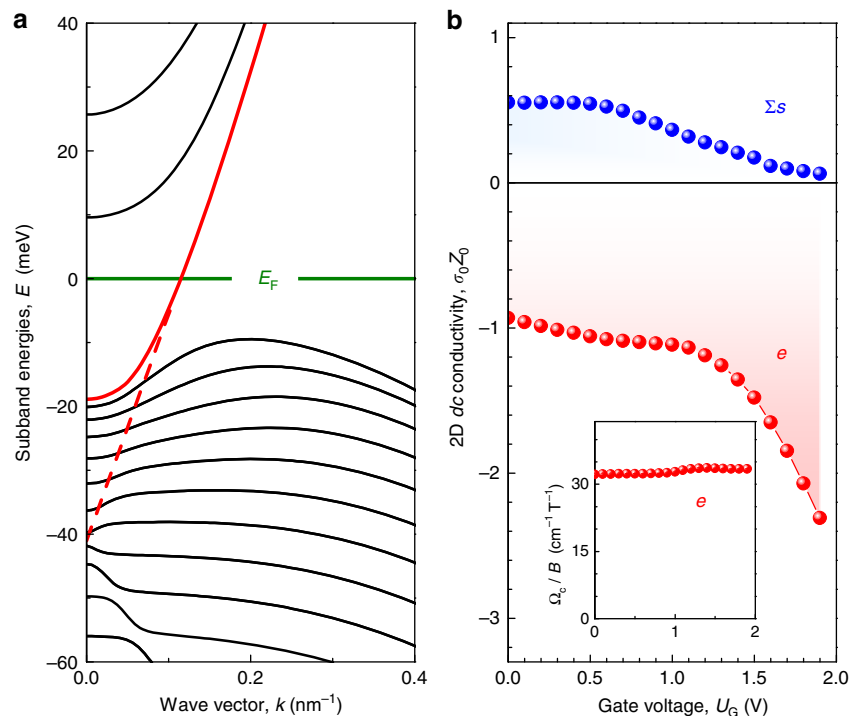 a
40
20
0
–20
–40
–60
Subband energies, E (meV)
E_F
0.0
0.2
0.4
Wave vector, k (nm⁻¹)
b
1
0
–1
–2
–3
2D dc conductivity, σ₀Z₀
Σs
e
33
0
Ω_c / B (cm⁻¹ T⁻¹)
e
0
1
2
0.0
0.5
1.0
1.5
2.0
Gate voltage, U_G (V)